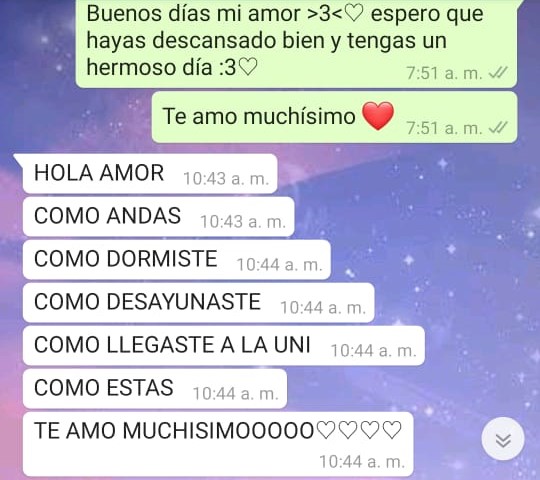 Buenos días mi amor >3<♡ espero que
hayas descansado bien y tengas un
hermoso día :3♡
7:51 a. m.
Te amo muchísimo ❤️
7:51 a. m.
HOLA AMOR 10:43 a. m.
COMO ANDAS 10:43 a. m.
COMO DORMISTE 10:44 a. m.
COMO DESAYUNASTE 10:44 a. m.
COMO LLEGASTE A LA UNI 10:44 a. m.
COMO ESTAS 10:44 a. m.
TE AMO MUCHISIMOOOOO♡♡♡♡
10:44 a. m.